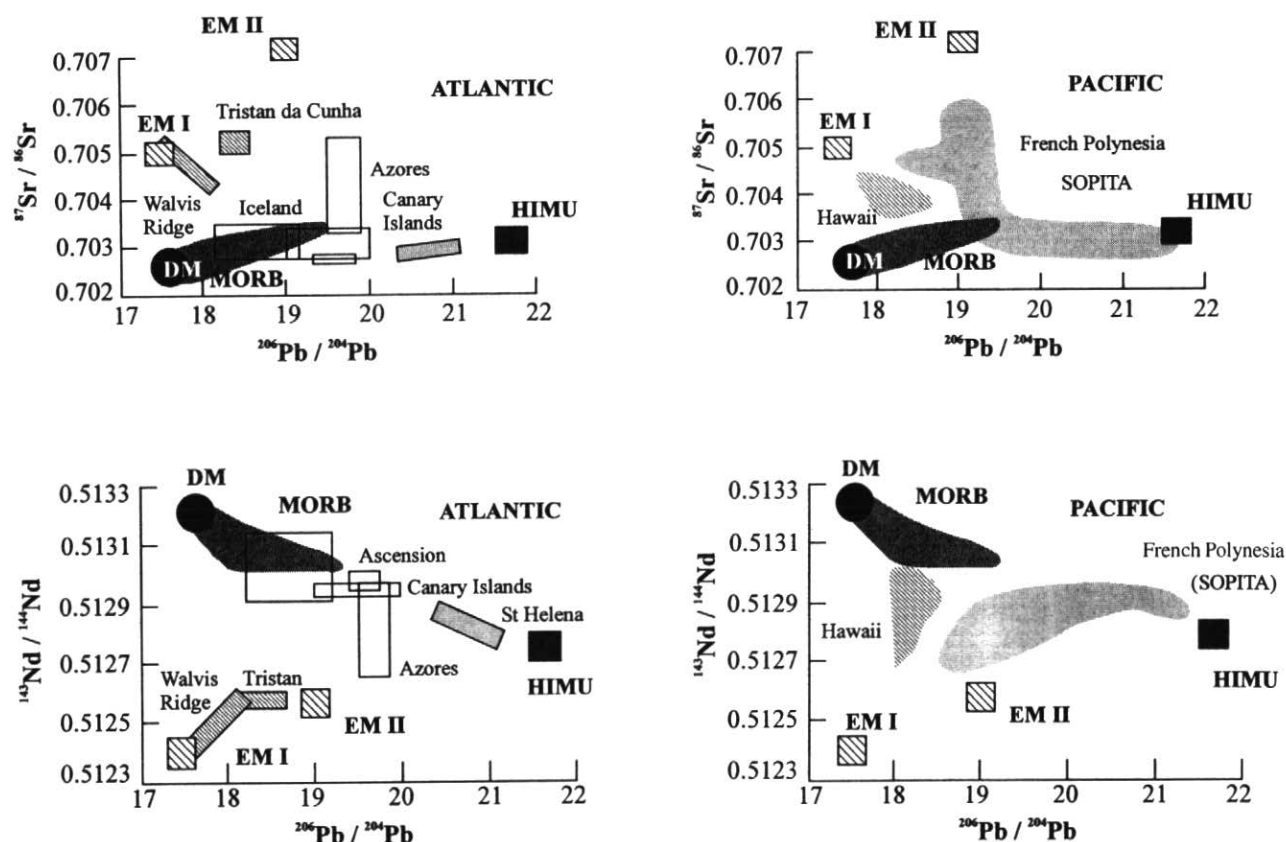 EM II
0.707
0.706
0.705
0.704
0.703
0.702
⁸⁷Sr / ⁸⁶Sr
ATLANTIC
Tristan da Cunha
EM I
Azores
Walvis
Ridge
Iceland
Canary
Islands
HIMU
DM
MORB
17 18 19 20 21 22
²⁰⁶Pb / ²⁰⁴Pb
EM II
0.707
0.706
0.705
0.704
0.703
0.702
⁸⁷Sr / ⁸⁶Sr
PACIFIC
EM I
French Polynesia
SOPITA
Hawaii
HIMU
DM
MORB
17 18 19 20 21 22
²⁰⁶Pb / ²⁰⁴Pb
DM
0.5133
0.5131
0.5129
0.5127
0.5125
0.5123
¹⁴³Nd / ¹⁴⁴Nd
MORB
ATLANTIC
Ascension
Canary Islands
St Helena
Azores
Walvis
Ridge
Tristan
HIMU
EM II
EM I
17 18 19 20 21 22
²⁰⁶Pb / ²⁰⁴Pb
DM
0.5133
0.5131
0.5129
0.5127
0.5125
0.5123
¹⁴³Nd / ¹⁴⁴Nd
MORB
PACIFIC
French Polynesia
(SOPITA)
Hawaii
HIMU
EM II
EM I
17 18 19 20 21 22
²⁰⁶Pb / ²⁰⁴Pb